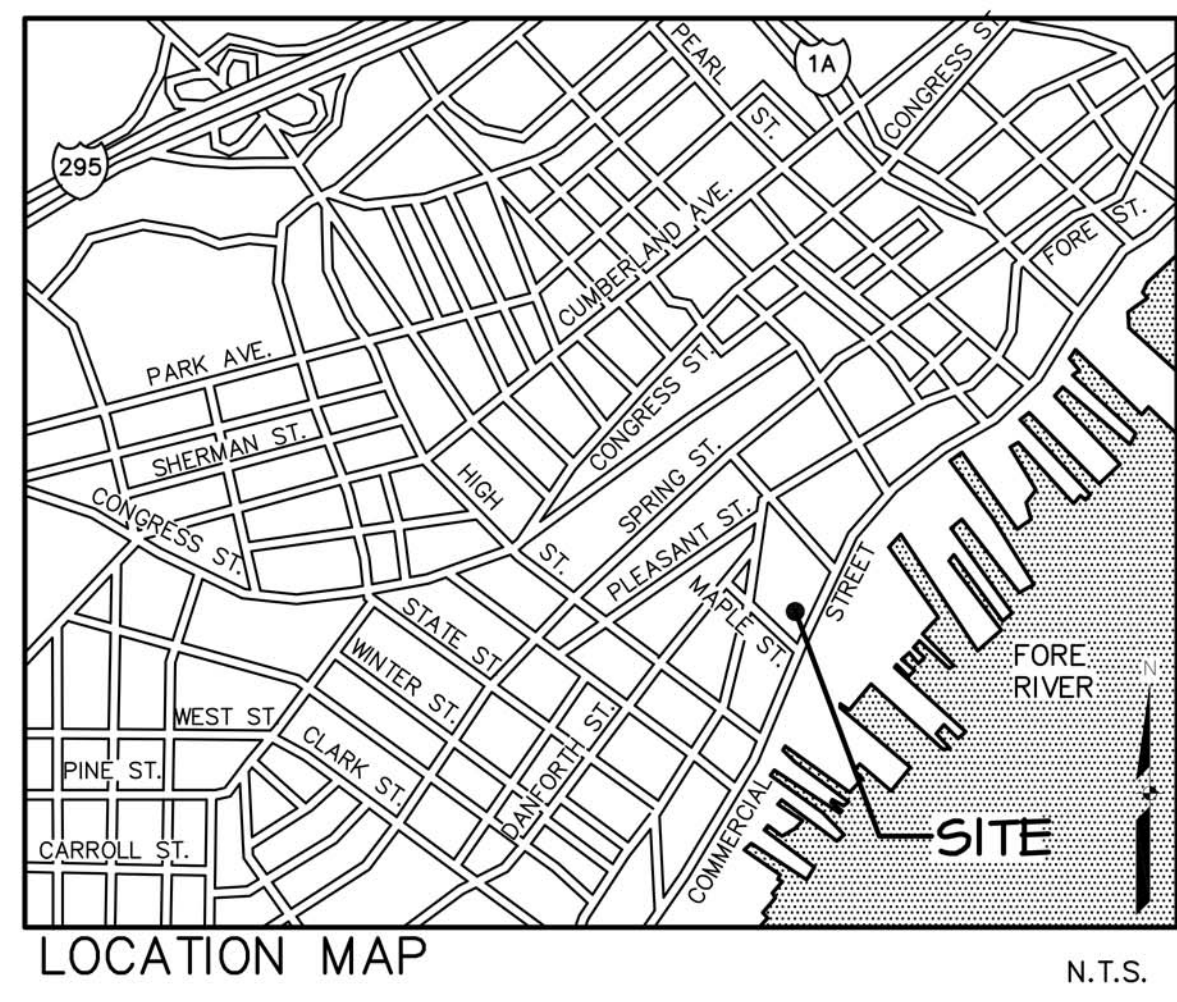 PEARL
ST.
1A
CONGRESS ST.
295
CUMBERLAND AVE.
FORE ST.
PARK AVE.
SHERMAN ST.
CONGRESS ST.
CONGRESS ST.
HIGH
ST.
SPRING ST.
PLEASANT ST.
MAPLE ST.
STREET
STATE ST.
WINTER ST.
FORE
RIVER
N
WEST ST.
CLARK ST.
DANFORTH ST.
PINE ST.
COMMERCIAL
SITE
CARROLL ST.
LOCATION MAP
N.T.S.